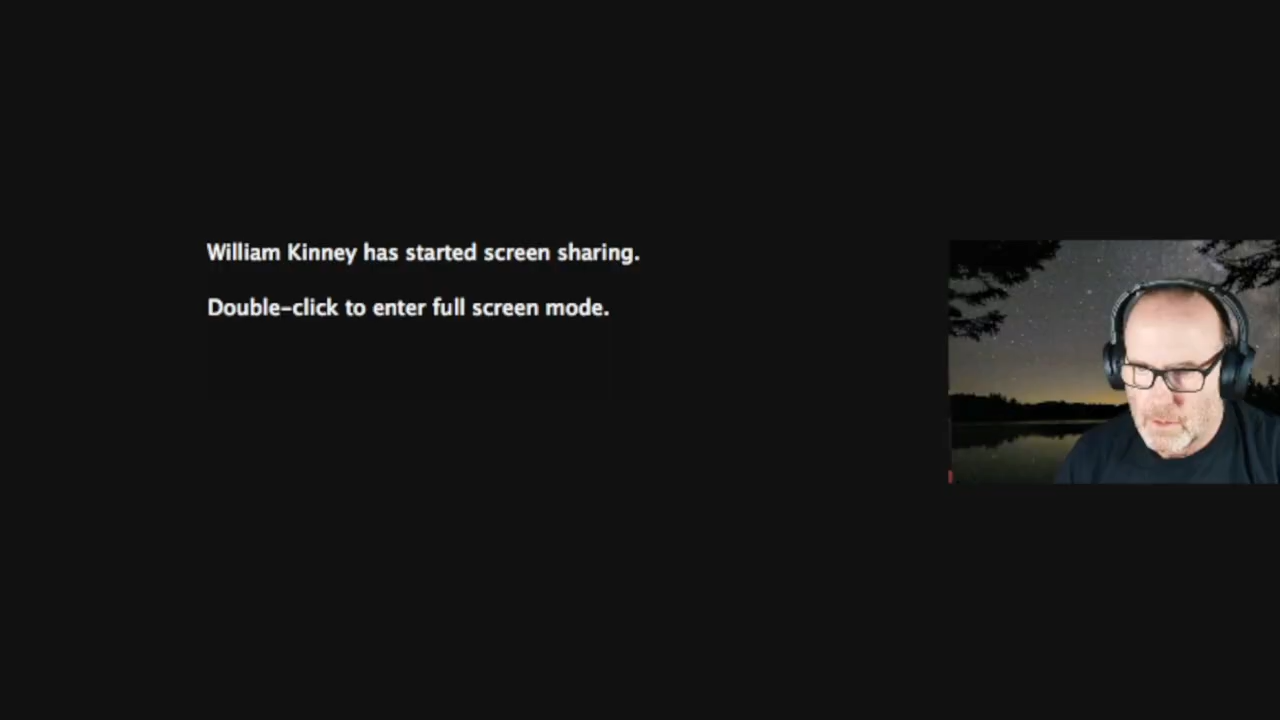 William Kinney has started screen sharing.
Double-click to enter full screen mode.